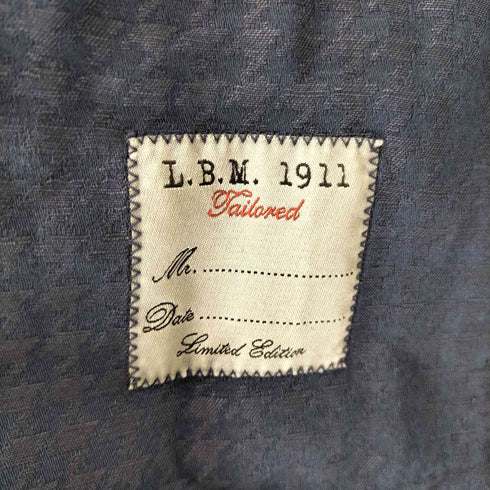 L.B.M. 1911
Tailored
Mr. ..............................
Date ..............................
Limited Edition